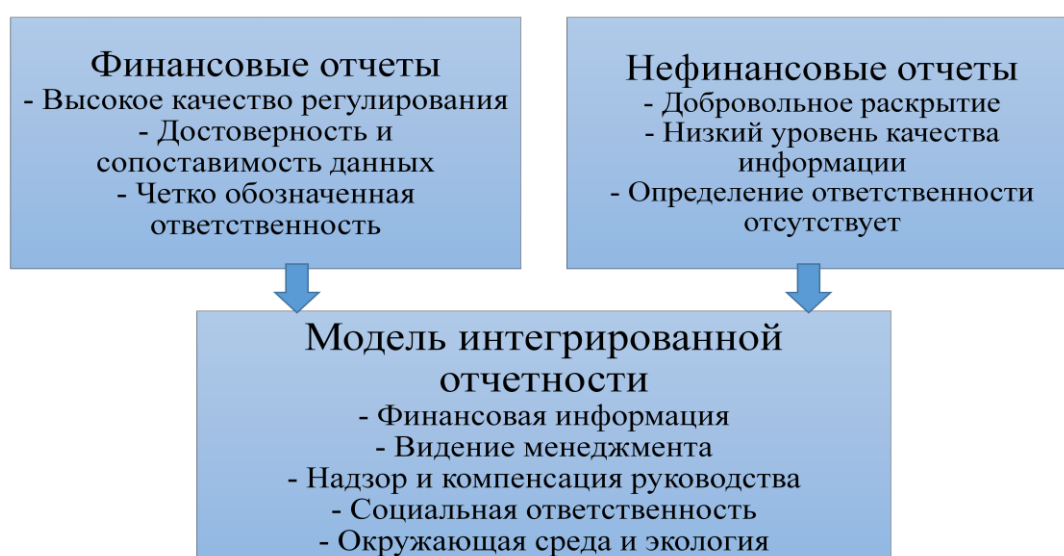 Финансовые отчеты
- Высокое качество регулирования
- Достоверность и
сопоставимость данных
- Четко обозначенная
ответственность
Нефинансовые отчеты
- Добровольное раскрытие
- Низкий уровень качества
информации
- Определение ответственности
отсутствует
Модель интегрированной
отчетности
- Финансовая информация
- Видение менеджмента
- Надзор и компенсация руководства
- Социальная ответственность
- Окружающая среда и экология